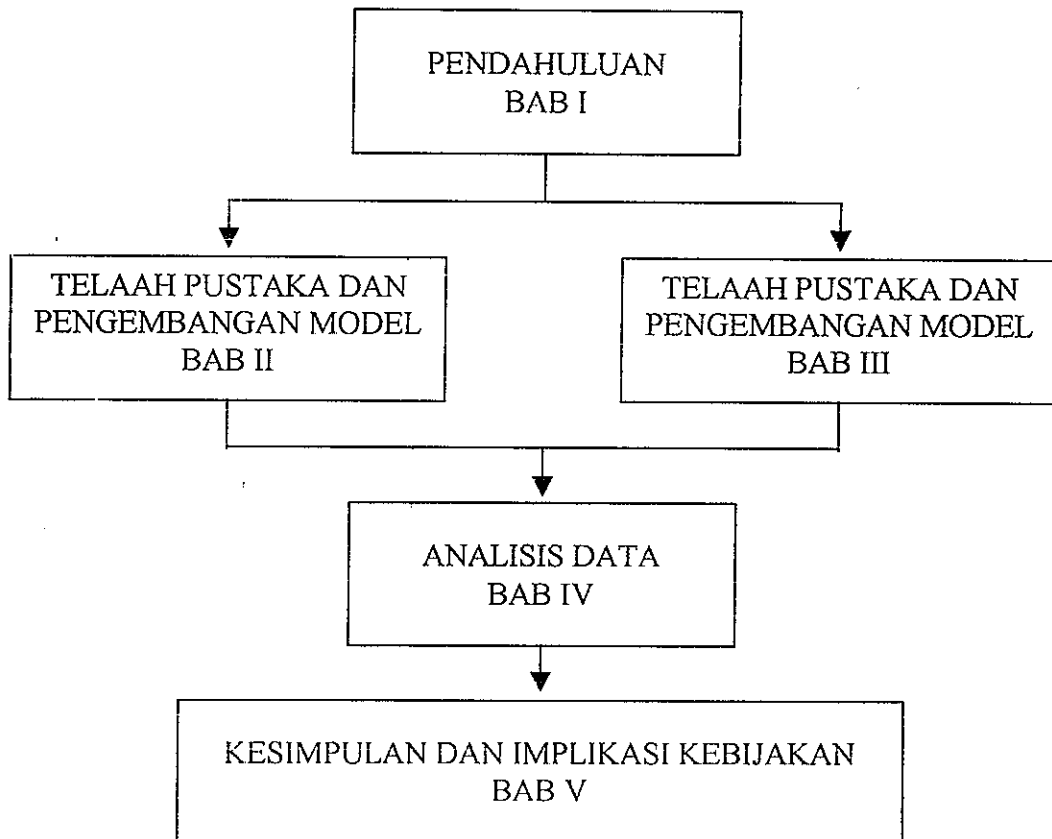 PENDAHULUAN
BAB I
TELAAH PUSTAKA DAN
PENGEMBANGAN MODEL
BAB II
TELAAH PUSTAKA DAN
PENGEMBANGAN MODEL
BAB III
ANALISIS DATA
BAB IV
KESIMPULAN DAN IMPLIKASI KEBIJAKAN
BAB V